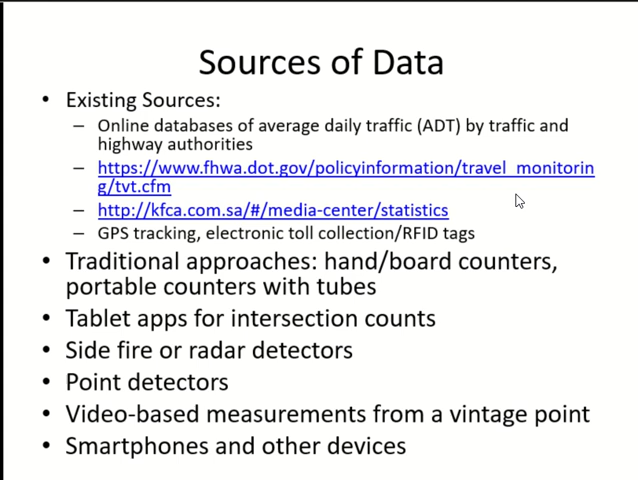 Sources of Data
• Existing Sources:
– Online databases of average daily traffic (ADT) by traffic and
highway authorities
– https://www.fhwa.dot.gov/policyinformation/travel_monitorin
g/tvt.cfm
– http://kfca.com.sa/#/media-center/statistics
– GPS tracking, electronic toll collection/RFID tags
• Traditional approaches: hand/board counters,
portable counters with tubes
• Tablet apps for intersection counts
• Side fire or radar detectors
• Point detectors
• Video-based measurements from a vintage point
• Smartphones and other devices